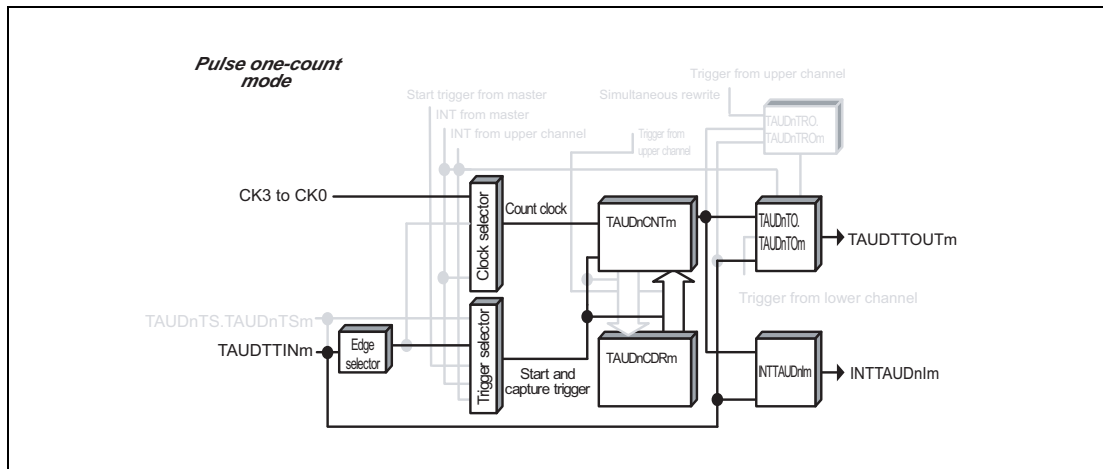 Pulse one-count
mode
Trigger from upper channel
Start trigger from master
Simultaneous rewrite
INT from master
INT from upper channel
Trigger from
upper channel
TAUDnTRO.
TAUDnTROm
CK3 to CK0
Clock selector
Count clock
TAUDnCNTm
TAUDnTO.
TAUDnTOm
TAUDTTOUTm
Trigger from lower channel
TAUDnTS.TAUDnTSm
TAUDTTINm
Edge
selector
Trigger selector
Start and
capture trigger
TAUDnCDRm
INTTAUDnIm
INTTAUDnIm